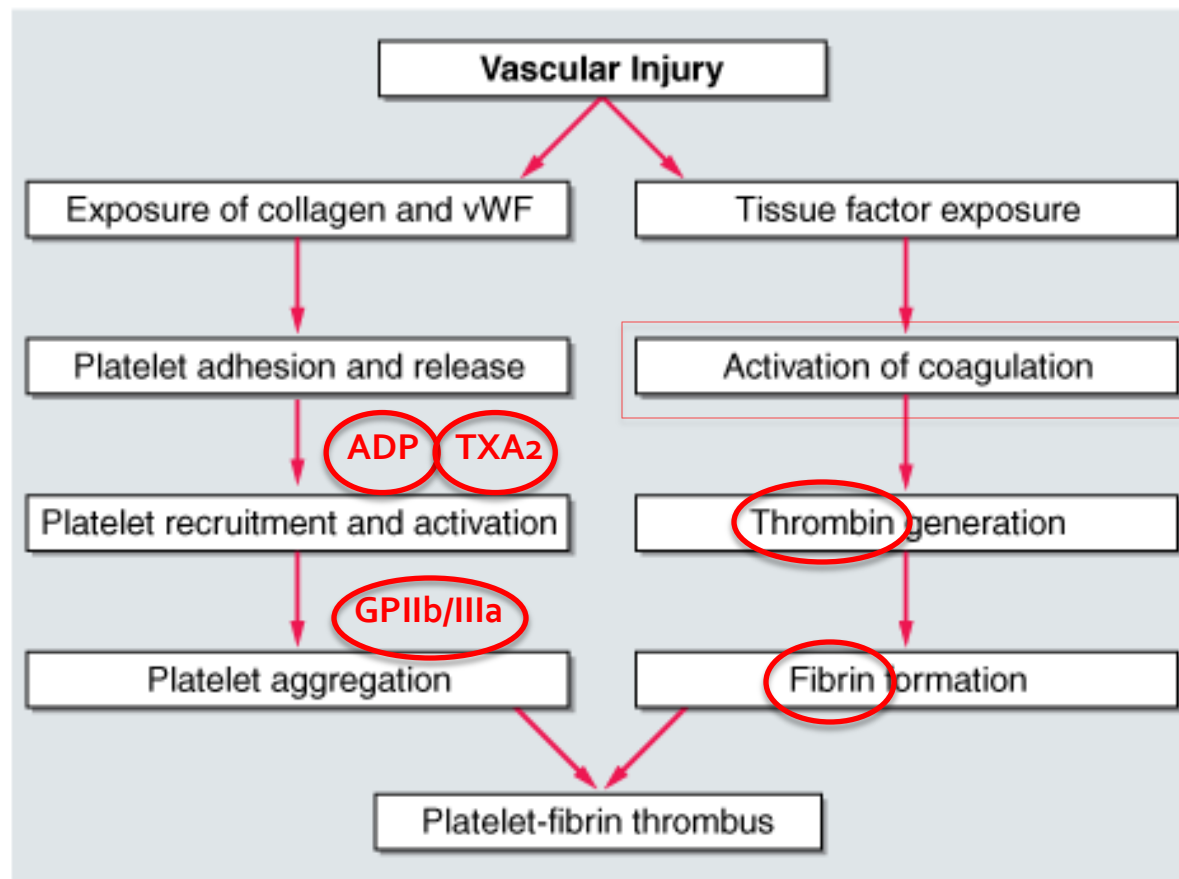 Vascular Injury
Exposure of collagen and vWF
Tissue factor exposure
Platelet adhesion and release
Activation of coagulation
ADP TXA2
Platelet recruitment and activation
Thrombin generation
GPIIb/IIIa
Platelet aggregation
Fibrin formation
Platelet-fibrin thrombus